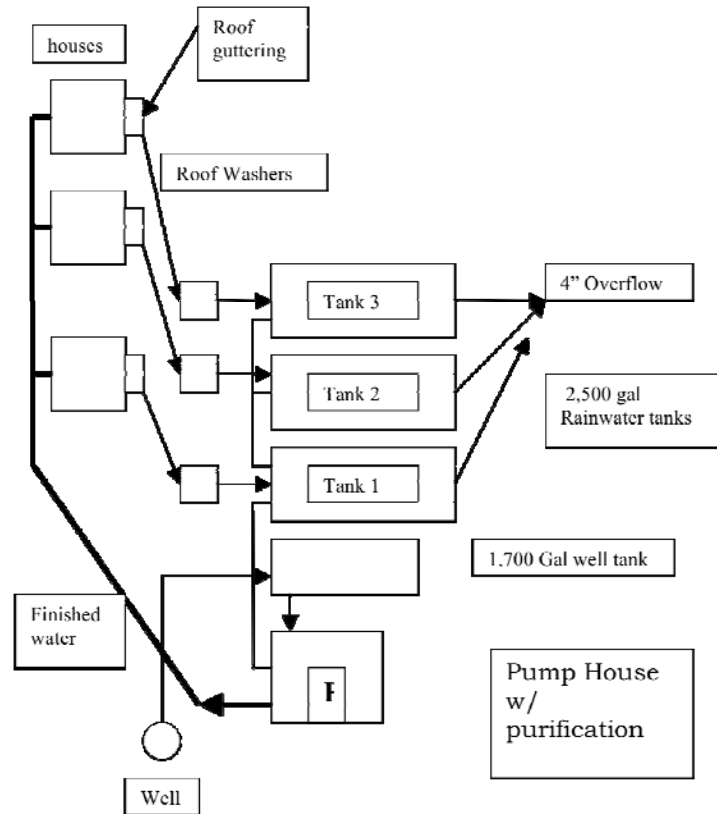 houses
Roof
guttering
Roof Washers
Tank 3
4” Overflow
Tank 2
2,500 gal
Rainwater tanks
Tank 1
1,700 Gal well tank
Finished
water
Pump House
w/
purification
P
Well